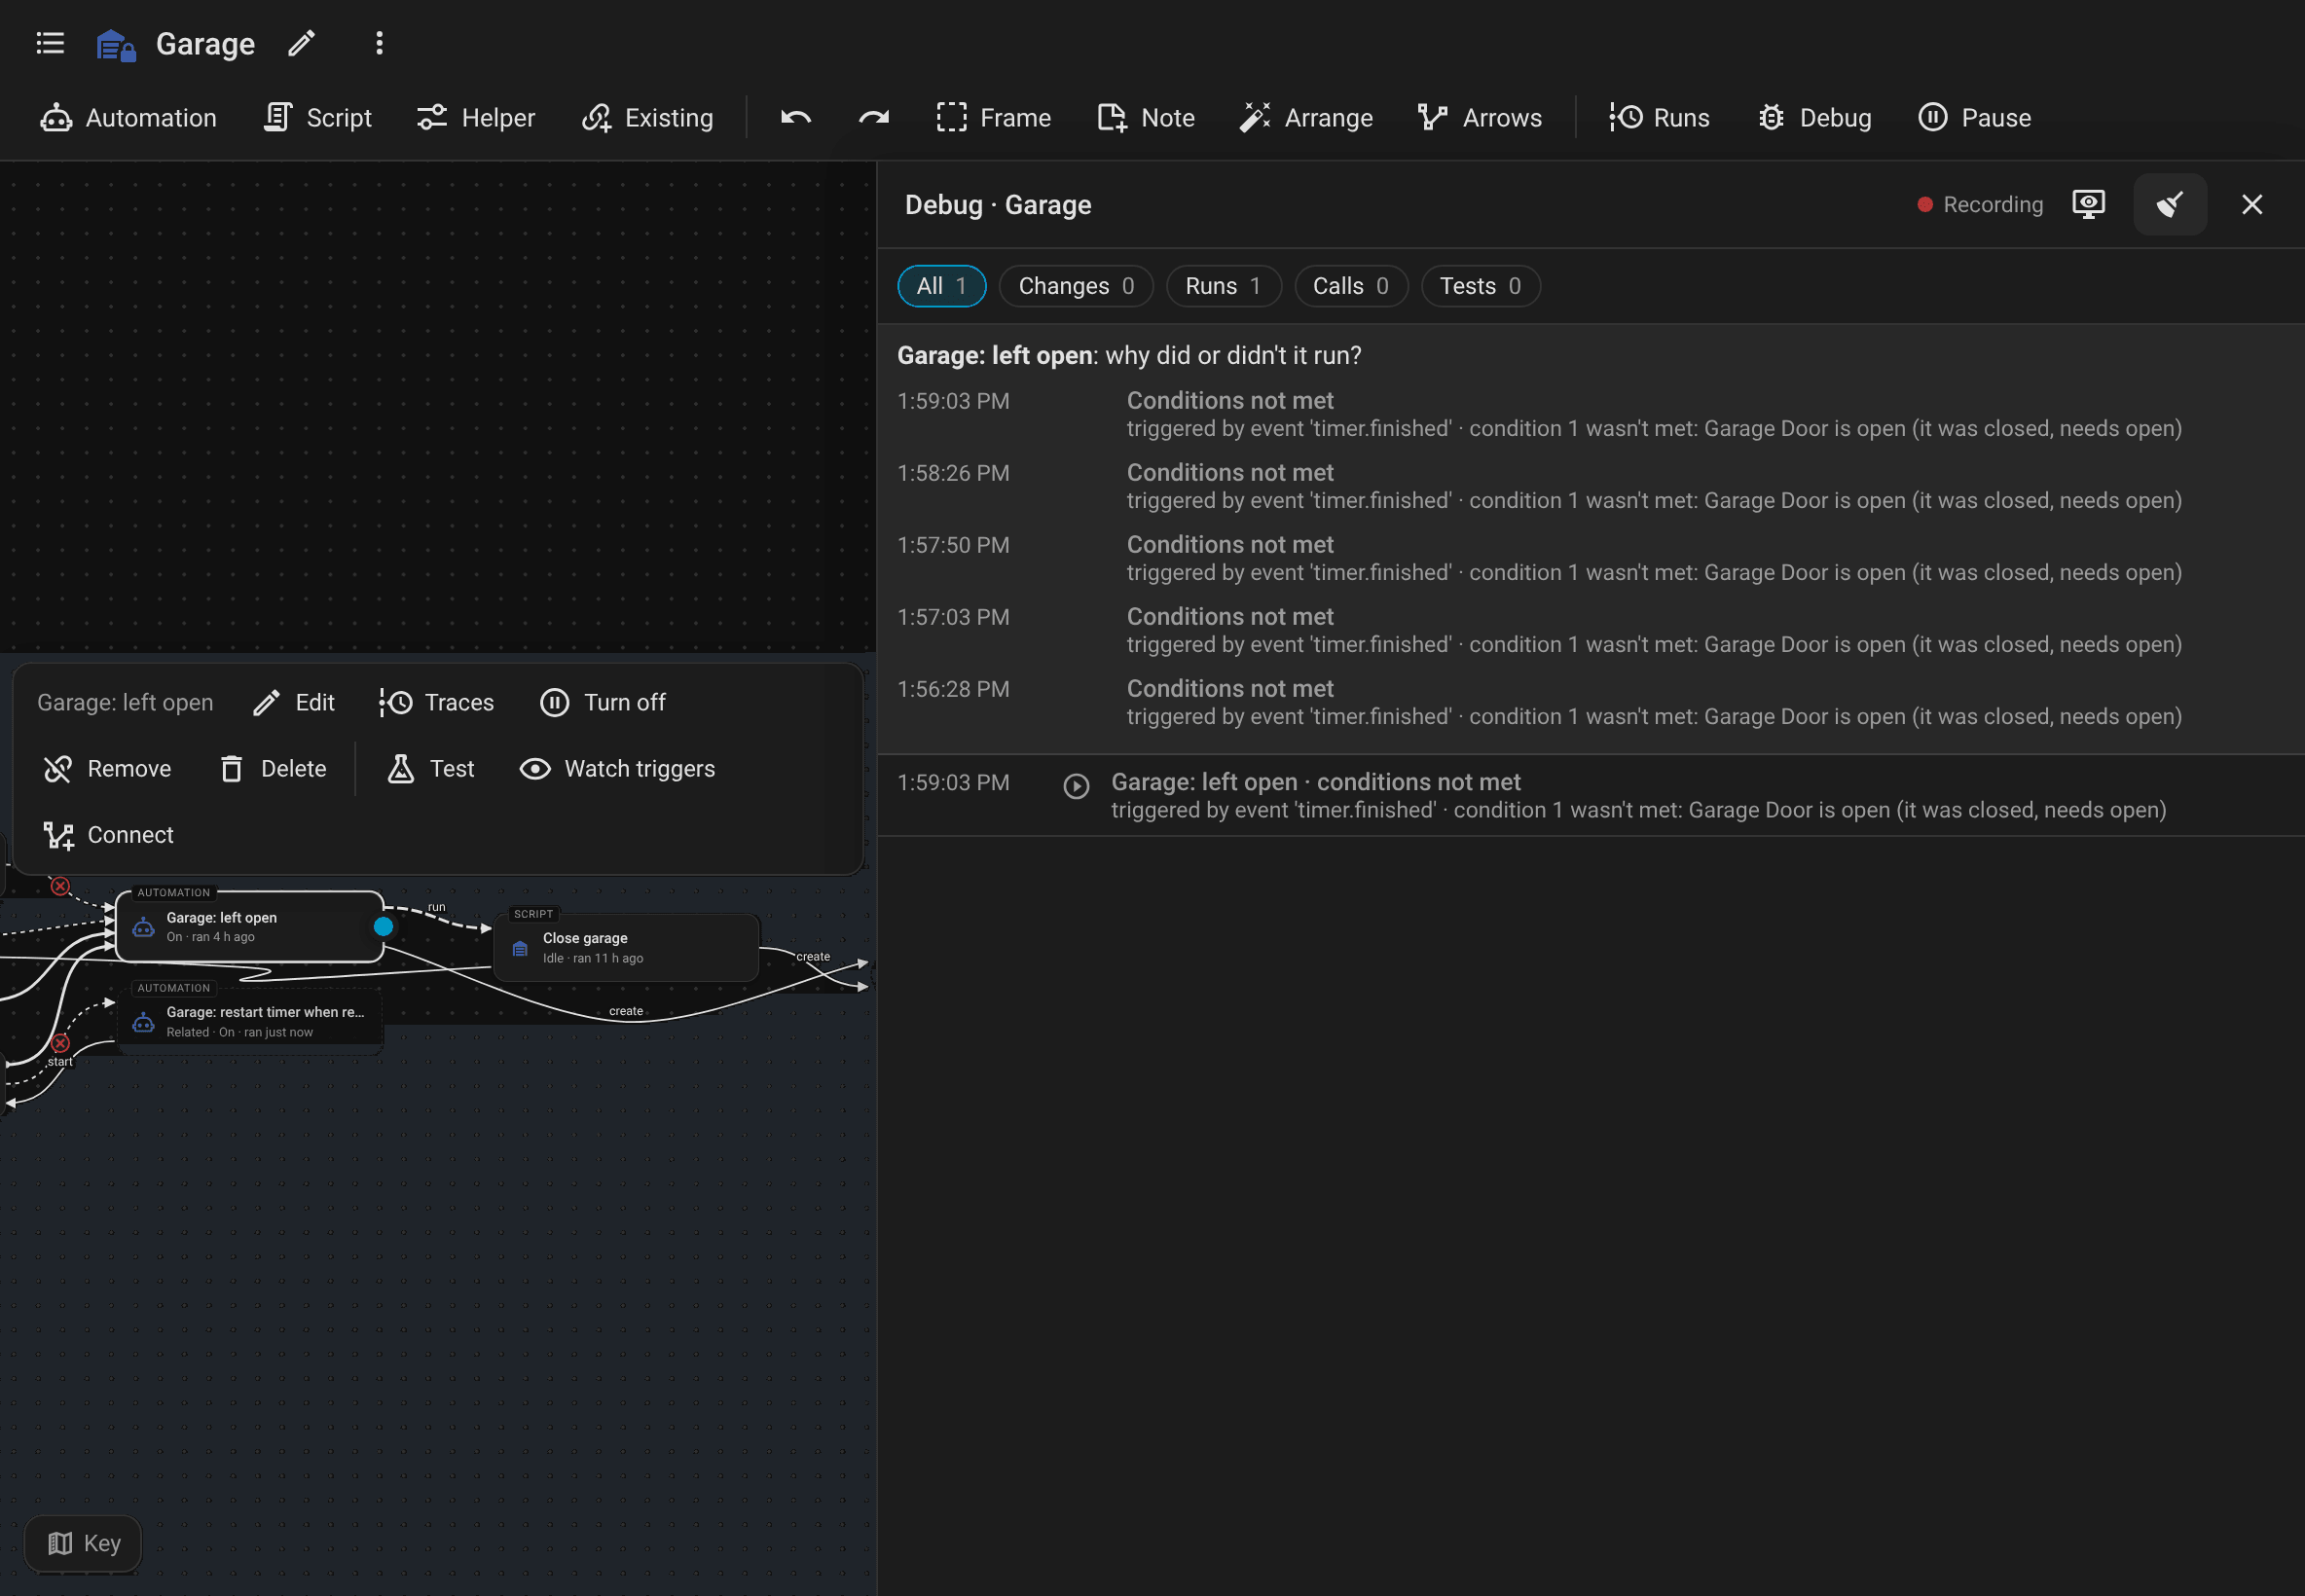 Garage
Automation Script Helper Existing Frame Note Arrange Arrows Runs Debug Pause
Debug · Garage
Recording
All 1 Changes 0 Runs 1 Calls 0 Tests 0
Garage: left open: why did or didn't it run?
1:59:03 PM Conditions not met
triggered by event 'timer.finished' · condition 1 wasn't met: Garage Door is open (it was closed, needs open)
1:58:26 PM Conditions not met
triggered by event 'timer.finished' · condition 1 wasn't met: Garage Door is open (it was closed, needs open)
1:57:50 PM Conditions not met
triggered by event 'timer.finished' · condition 1 wasn't met: Garage Door is open (it was closed, needs open)
1:57:03 PM Conditions not met
triggered by event 'timer.finished' · condition 1 wasn't met: Garage Door is open (it was closed, needs open)
1:56:28 PM Conditions not met
triggered by event 'timer.finished' · condition 1 wasn't met: Garage Door is open (it was closed, needs open)
1:59:03 PM Garage: left open · conditions not met
triggered by event 'timer.finished' · condition 1 wasn't met: Garage Door is open (it was closed, needs open)
Garage: left open Edit Traces Turn off
Remove Delete Test Watch triggers
Connect
AUTOMATION
Garage: left open
On · ran 4 h ago
run
SCRIPT
Close garage
Idle · ran 11 h ago
create
create
AUTOMATION
Garage: restart timer when re...
Related · On · ran just now
start
Key